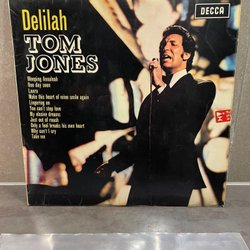 Delilah
DECCA
TOM
JONES
Weeping Annaleah
One day soon
Laura
Make this heart of mine smile again
Lingering on
You can't stop love
My elusive dreams
Just out of reach
Only a fool breaks his own heart
Why can't I cry
Take me